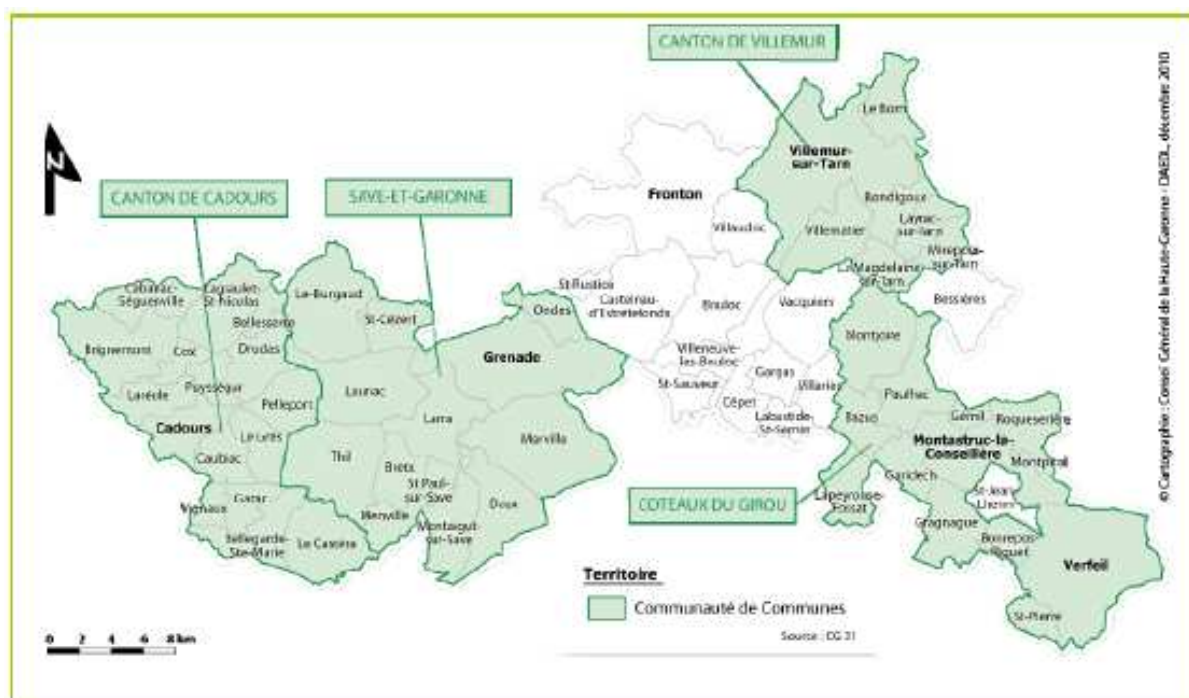 CANTON DE VILLEMUR
CANTON DE CADOURS
SAVE-ET-GARONNE
COTEAUX DU GIROU
Le Born
Villemur-
sur-Tarn
Bondigoux
Layrac-
sur-Tarn
Villematier
Mirepoix-
sur-Tarn
La Magdelaine-
sur-Tarn
Bessières
Fronton
Villaudric
St-Rustice
Castelnau-
d'Estretefonds
Bouloc
Vacquiers
Villeneuve-
les-Bouloc
St-Sauveur
Gargas
Cépet
Villaries
Labastide-
St-Sernin
Cabanac-
Séguenville
Lagraulet-
St-Nicolas
Bellesserre
Brignemont
Cox
Drudas
Laréole
Puysségur
Pelleport
Cadours
Le Grès
Caubiac
Garac
Vignaux
Bellegarde-
Ste-Marie
Le Castéra
Le Burgaud
St-Cézert
Ondes
Grenade
Launac
Larra
Merville
Thil
Bretx
St Paul-
sur-Save
Menville
Montaigut-
sur-Save
Daux
Montjoire
Paulhac
Bazus
Gémil
Roqueserière
Montastruc-la-
Conseillère
Montpitol
Garidech
Lapeyrouse-
Fossat
St-Jean
Lherm
Gragnague
Bonrepos-
Riquet
Verfeil
St-Pierre
N
0 2 4 6 8 km
Territoire
Communauté de Communes
Source : CG 31
© Cartographie : Conseil Général de la Haute-Garonne - DAEDL, décembre 2010